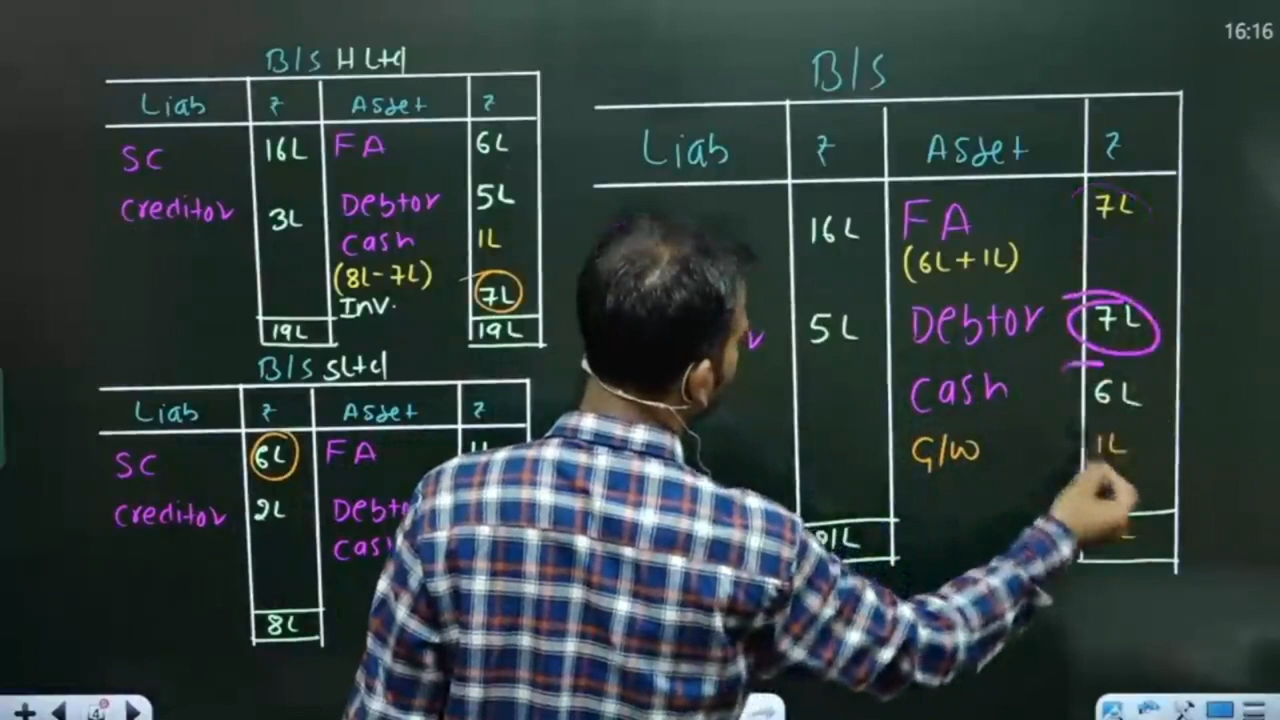 16:16
B/S H Ltd
Liab ₹ Asset ₹
SC 16L FA 6L
Creditor 3L Debtor 5L
Cash 1L
(8L-7L)
Inv. 7L
19L 19L
B/S S Ltd
Liab ₹ Asset ₹
SC 6L FA
Creditor 2L
8L
B/S
Liab ₹ Asset ₹
16L FA 7L
(6L+1L)
5L Debtor 7L
Cash 6L
G/W 1L